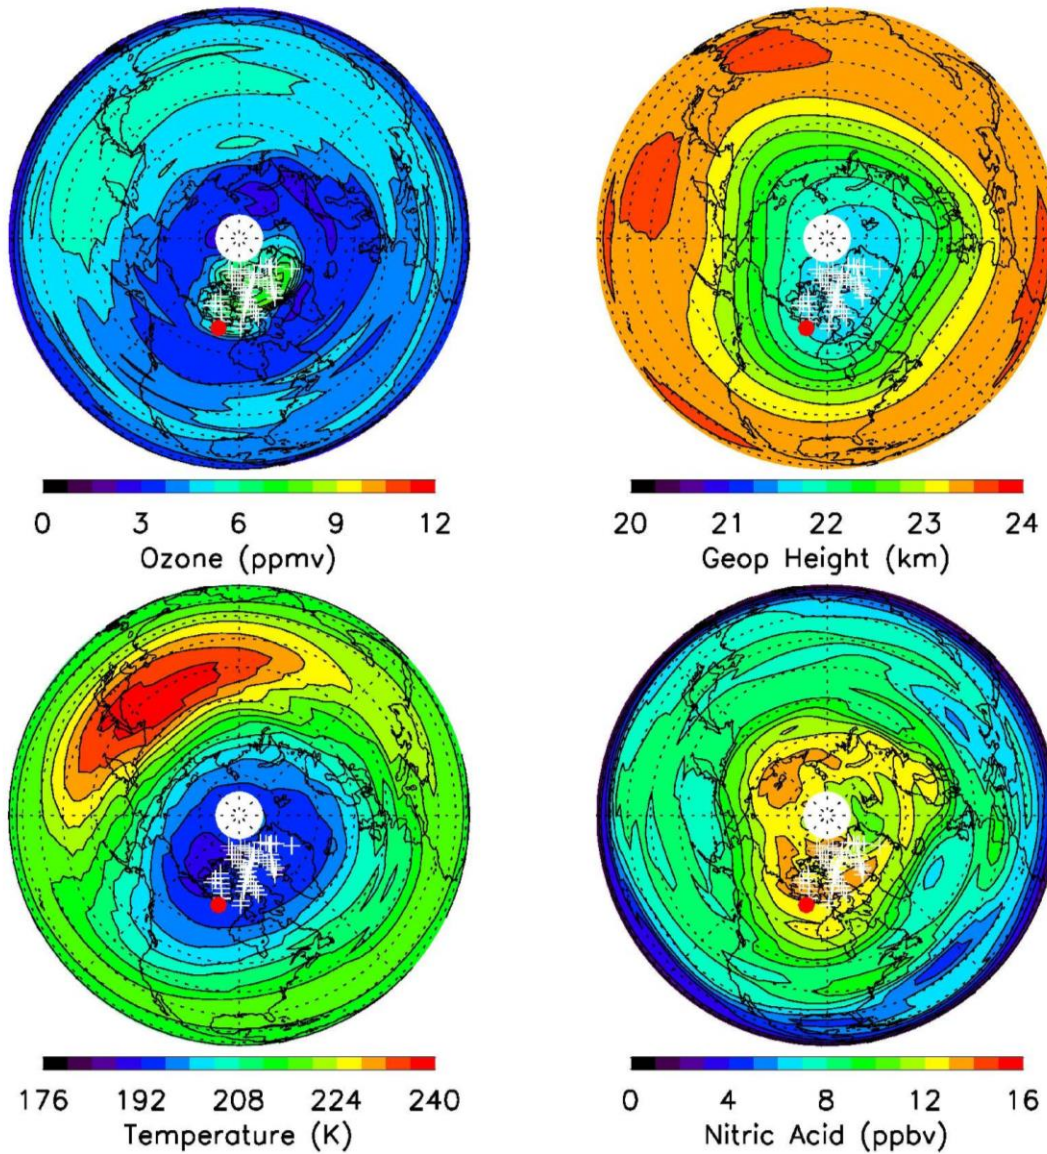 0 3 6 9 12
Ozone (ppmv)
20 21 22 23 24
Geop Height (km)
176 192 208 224 240
Temperature (K)
0 4 8 12 16
Nitric Acid (ppbv)